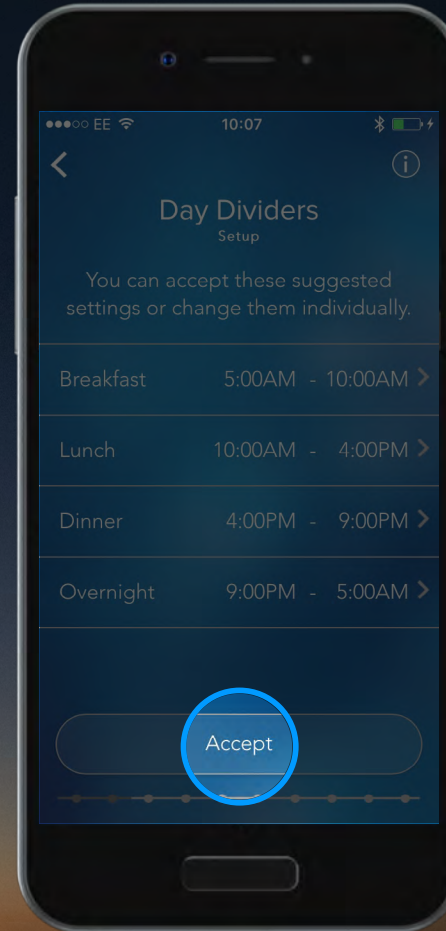 EE 10:07
Day Dividers
Setup
You can accept these suggested
settings or change them individually.
Breakfast 5:00AM - 10:00AM
Lunch 10:00AM - 4:00PM
Dinner 4:00PM - 9:00PM
Overnight 9:00PM - 5:00AM
Accept